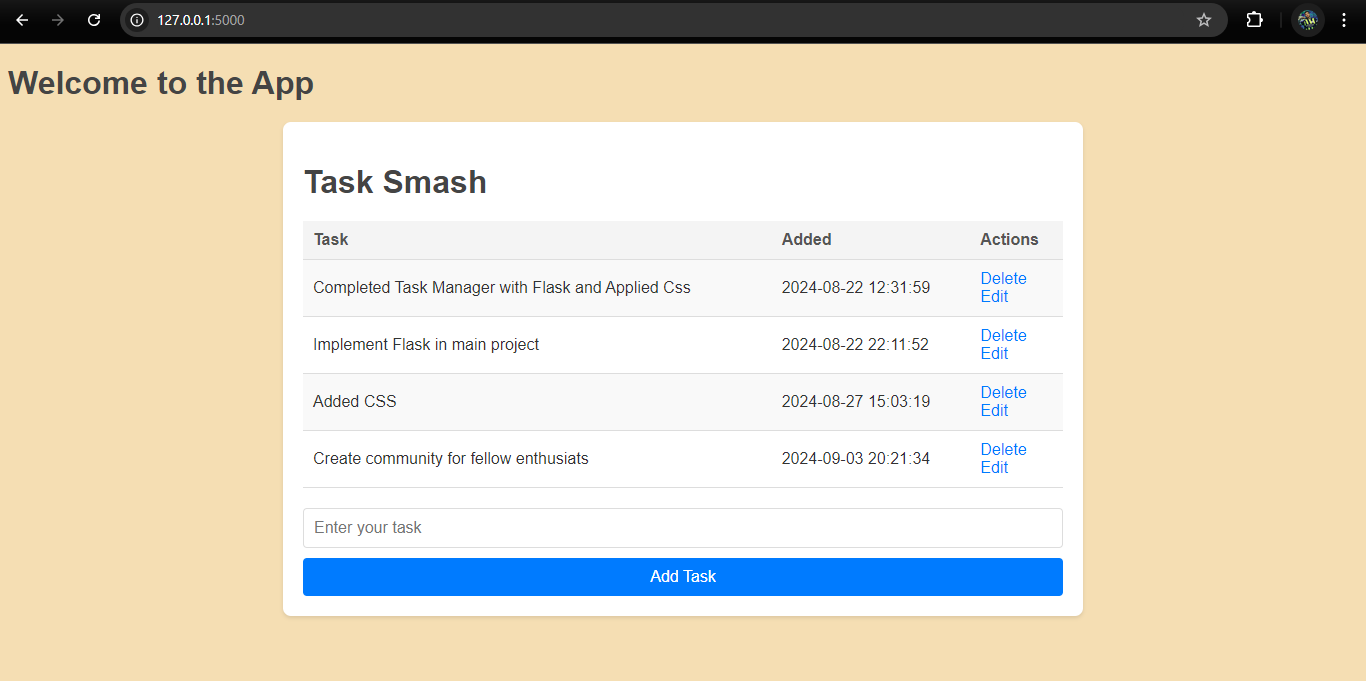 127.0.0.1:5000
Welcome to the App
Task Smash
Task Added Actions
Completed Task Manager with Flask and Applied Css 2024-08-22 12:31:59 Delete
Edit
Implement Flask in main project 2024-08-22 22:11:52 Delete
Edit
Added CSS 2024-08-27 15:03:19 Delete
Edit
Create community for fellow enthusiats 2024-09-03 20:21:34 Delete
Edit
Enter your task
Add Task